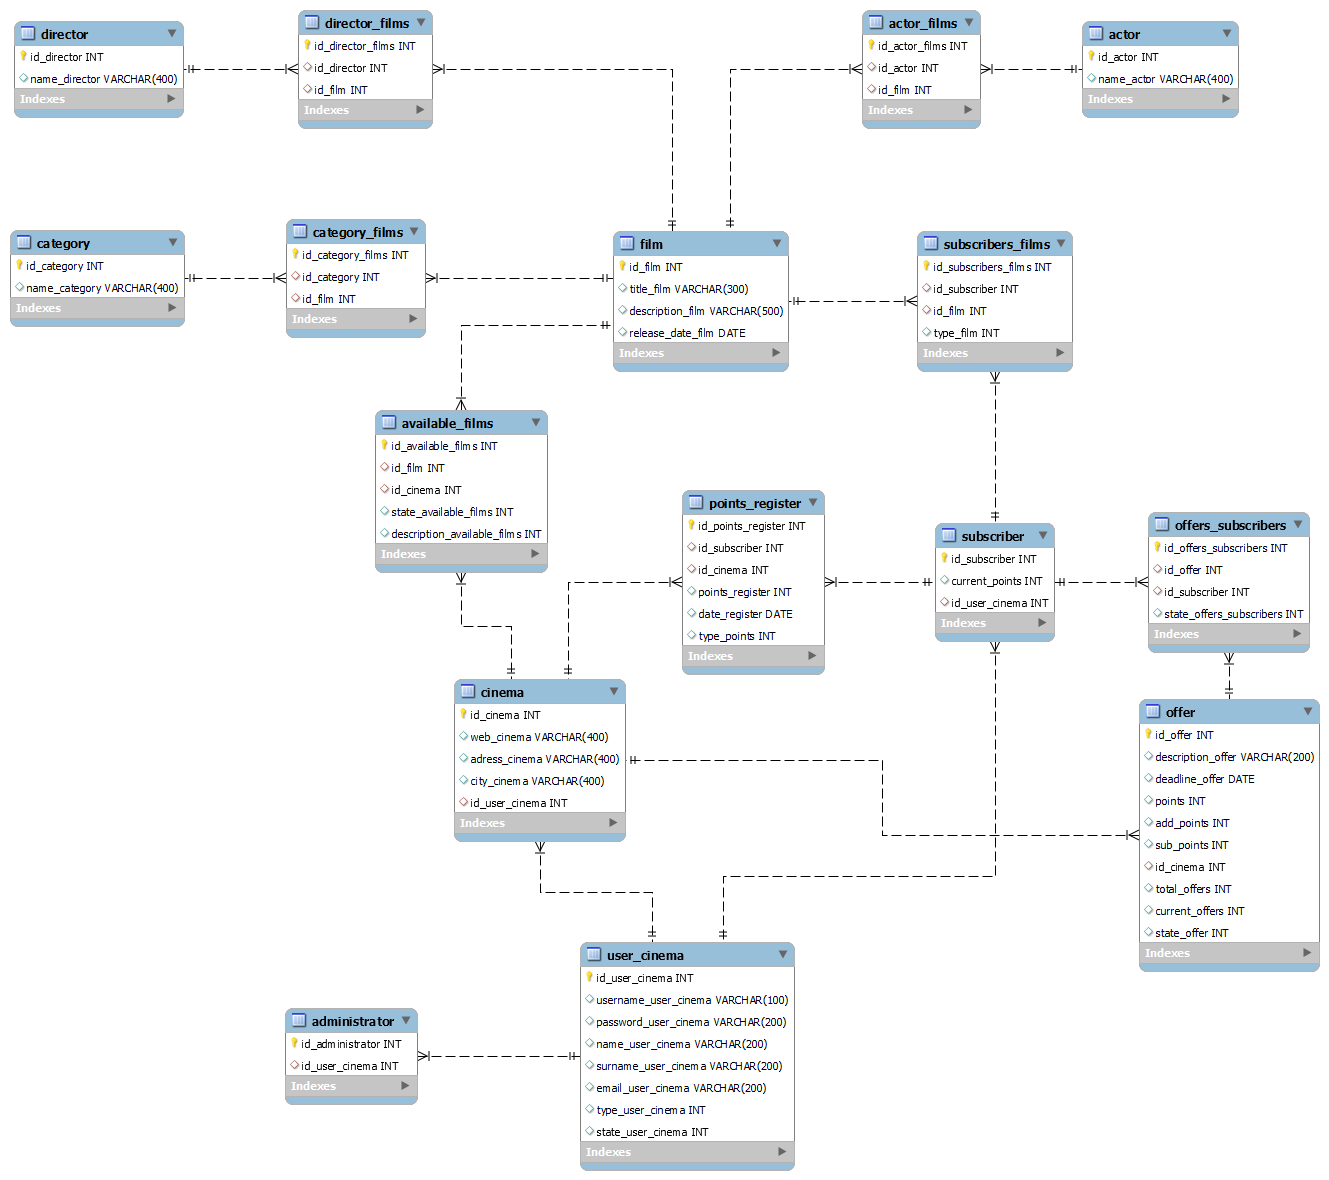 director
id_director INT
name_director VARCHAR(400)
Indexes
director_films
id_director_films INT
id_director INT
id_film INT
Indexes
actor_films
id_actor_films INT
id_actor INT
id_film INT
Indexes
actor
id_actor INT
name_actor VARCHAR(400)
Indexes
category
id_category INT
name_category VARCHAR(400)
Indexes
category_films
id_category_films INT
id_category INT
id_film INT
Indexes
film
id_film INT
title_film VARCHAR(300)
description_film VARCHAR(500)
release_date_film DATE
Indexes
subscribers_films
id_subscribers_films INT
id_subscriber INT
id_film INT
type_film INT
Indexes
available_films
id_available_films INT
id_film INT
id_cinema INT
state_available_films INT
description_available_films INT
Indexes
points_register
id_points_register INT
id_subscriber INT
id_cinema INT
points_register INT
date_register DATE
type_points INT
Indexes
subscriber
id_subscriber INT
current_points INT
id_user_cinema INT
Indexes
offers_subscribers
id_offers_subscribers INT
id_offer INT
id_subscriber INT
state_offers_subscribers INT
Indexes
cinema
id_cinema INT
web_cinema VARCHAR(400)
adress_cinema VARCHAR(400)
city_cinema VARCHAR(400)
id_user_cinema INT
Indexes
offer
id_offer INT
description_offer VARCHAR(200)
deadline_offer DATE
points INT
add_points INT
sub_points INT
id_cinema INT
total_offers INT
current_offers INT
state_offer INT
Indexes
user_cinema
id_user_cinema INT
username_user_cinema VARCHAR(100)
password_user_cinema VARCHAR(200)
name_user_cinema VARCHAR(200)
surname_user_cinema VARCHAR(200)
email_user_cinema VARCHAR(200)
type_user_cinema INT
state_user_cinema INT
Indexes
administrator
id_administrator INT
id_user_cinema INT
Indexes